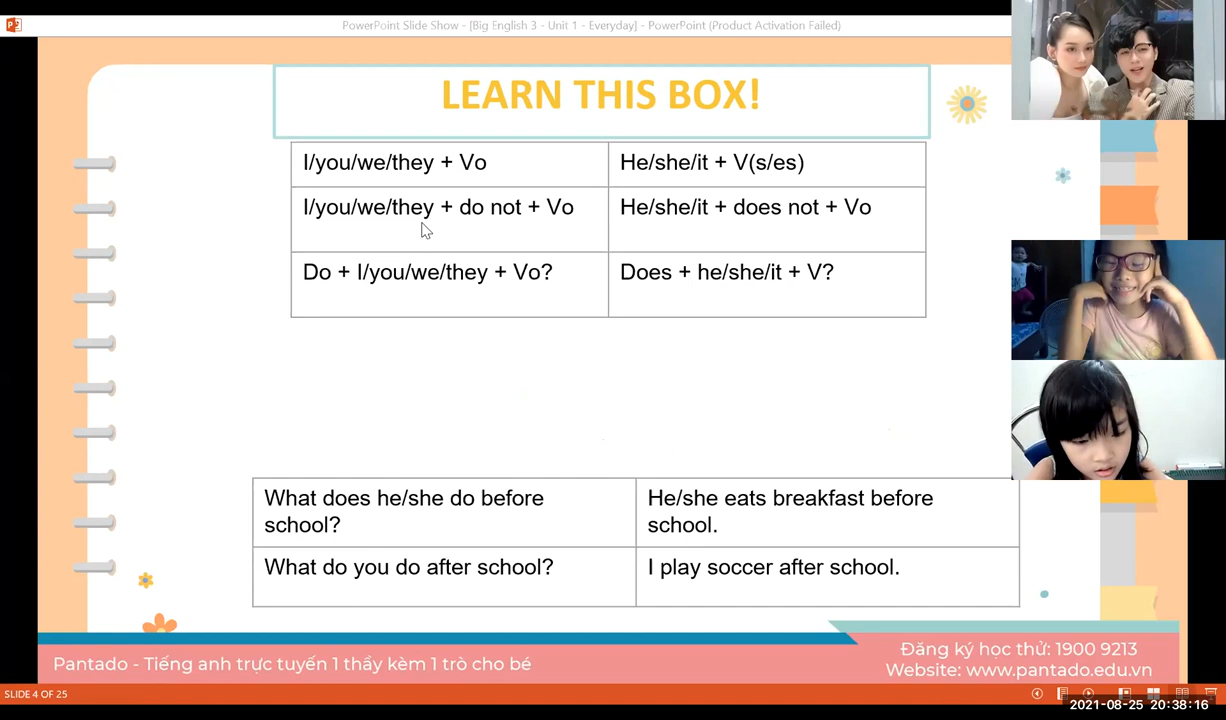 PowerPoint Slide Show - [Big English 3 - Unit 1 - Everyday] - PowerPoint (Product Activation Failed)
LEARN THIS BOX!
I/you/we/they + Vo
He/she/it + V(s/es)
I/you/we/they + do not + Vo
He/she/it + does not + Vo
Do + I/you/we/they + Vo?
Does + he/she/it + V?
What does he/she do before
school?
He/she eats breakfast before
school.
What do you do after school?
I play soccer after school.
Pantado - Tiếng anh trực tuyến 1 thầy kèm 1 trò cho bé
Đăng ký học thử: 1900 9213
Website: www.pantado.edu.vn
SLIDE 4 OF 25
2021-08-25 20:38:16